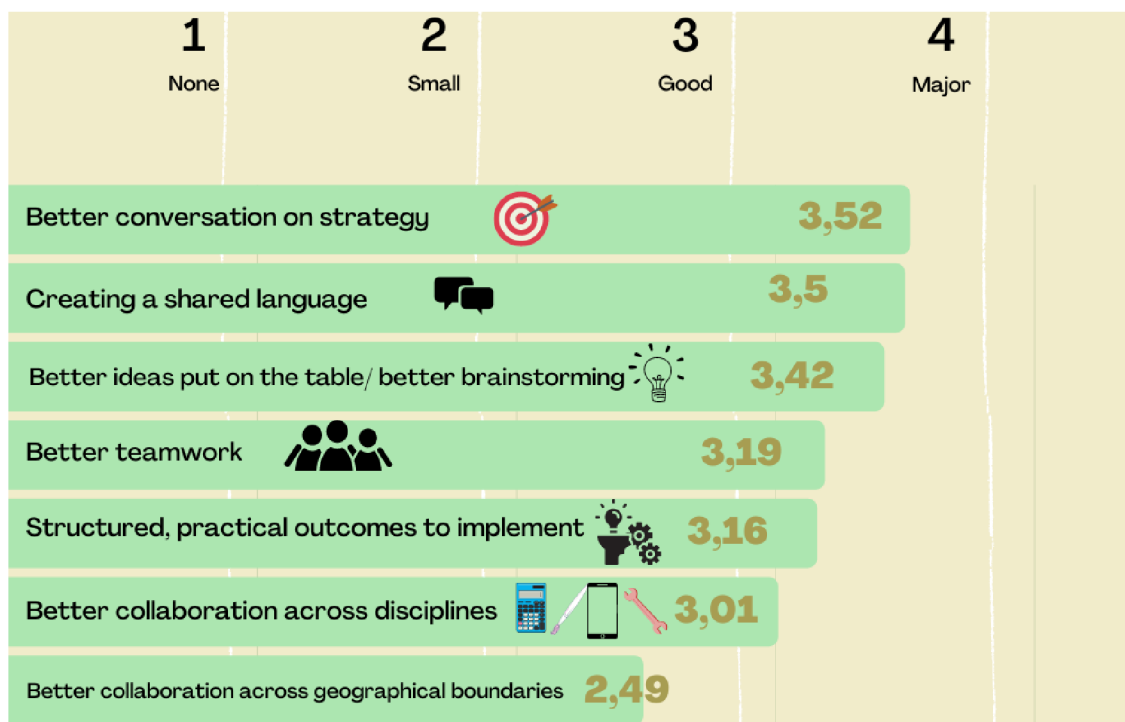 1 2 3 4
None Small Good Major
Better conversation on strategy 3,52
Creating a shared language 3,5
Better ideas put on the table/ better brainstorming 3,42
Better teamwork 3,19
Structured, practical outcomes to implement 3,16
Better collaboration across disciplines 3,01
Better collaboration across geographical boundaries 2,49